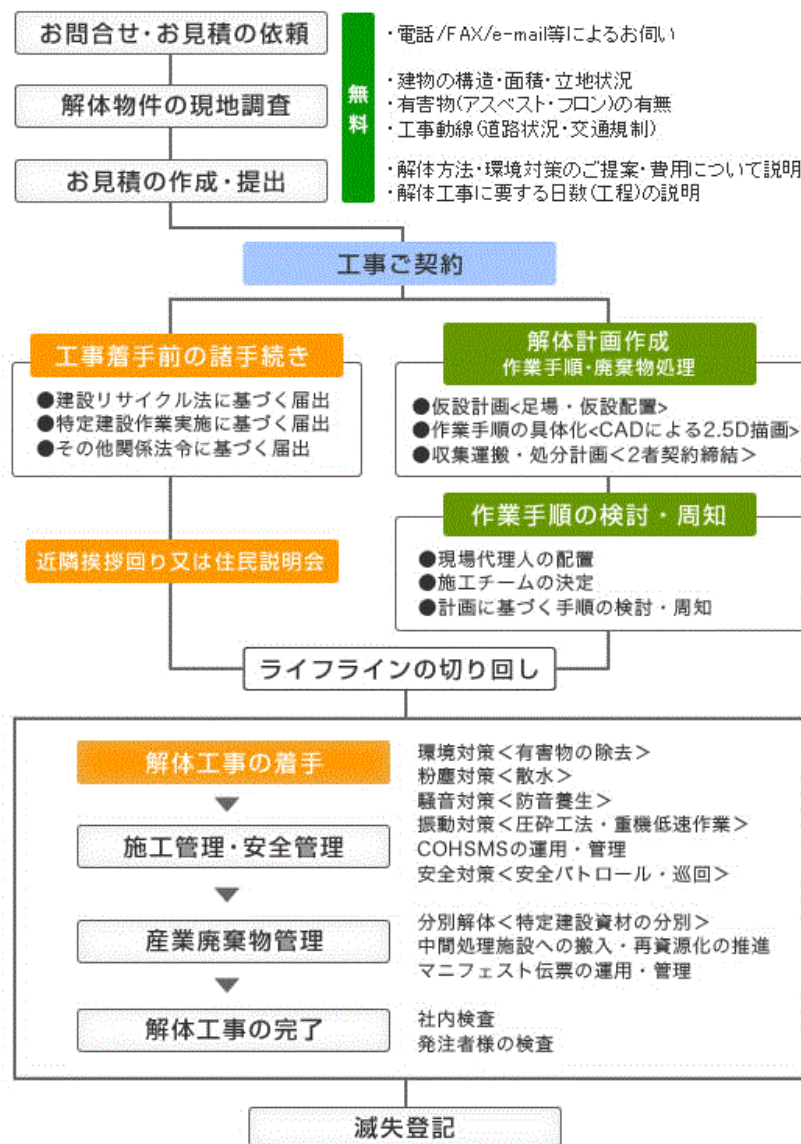 お問合せ・お見積の依頼
無料
・電話/FAX/e-mail等によるお伺い
解体物件の現地調査
・建物の構造・面積・立地状況
・有害物(アスベスト・フロン)の有無
・工事動線(道路状況・交通規制)
お見積の作成・提出
・解体方法・環境対策のご提案・費用について説明
・解体工事に要する日数(工程)の説明
工事ご契約
工事着手前の諸手続き
●建設リサイクル法に基づく届出
●特定建設作業実施に基づく届出
●その他関係法令に基づく届出
近隣挨拶回り又は住民説明会
解体計画作成
作業手順・廃棄物処理
●仮設計画<足場・仮設配置>
●作業手順の具体化<CADによる2.5D描画>
●収集運搬・処分計画＜2者契約締結＞
作業手順の検討・周知
●現場代理人の配置
●施工チームの決定
●計画に基づく手順の検討・周知
ライフラインの切り回し
解体工事の着手
環境対策＜有害物の除去＞
粉塵対策＜散水＞
騒音対策＜防音養生＞
振動対策＜圧砕工法・重機低速作業＞
施工管理・安全管理
COHSMSの運用・管理
安全対策＜安全パトロール・巡回＞
産業廃棄物管理
分別解体＜特定建設資材の分別＞
中間処理施設への搬入・再資源化の推進
マニフェスト伝票の運用・管理
解体工事の完了
社内検査
発注者様の検査
滅失登記